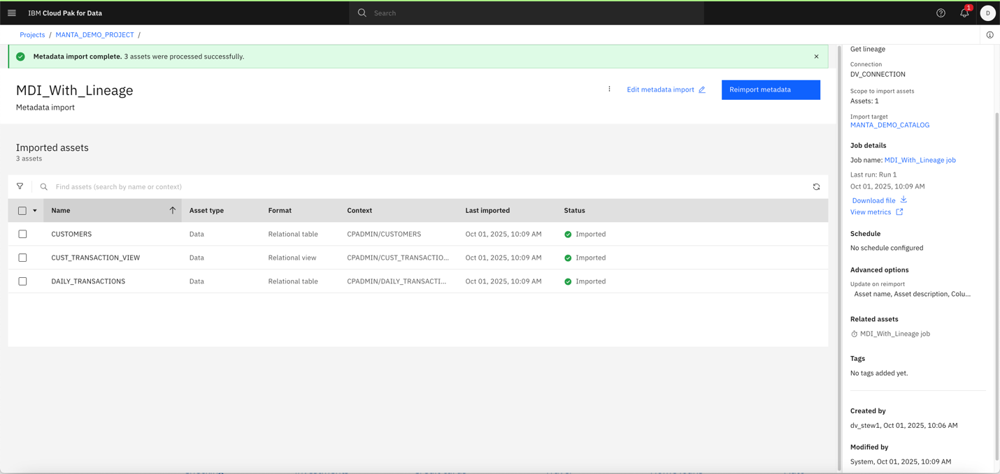 IBM Cloud Pak for Data
Search
1
D
Projects / MANTA_DEMO_PROJECT /
Metadata import complete. 3 assets were processed successfully.
MDI_With_Lineage
Metadata import
Edit metadata import
Reimport metadata
Imported assets
3 assets
Find assets (search by name or context)
Name Asset type Format Context Last imported Status
CUSTOMERS Data Relational table CPADMIN/CUSTOMERS Oct 01, 2025, 10:09 AM Imported
CUST_TRANSACTION_VIEW Data Relational view CPADMIN/CUST_TRANSACTIO... Oct 01, 2025, 10:09 AM Imported
DAILY_TRANSACTIONS Data Relational table CPADMIN/DAILY_TRANSACTI... Oct 01, 2025, 10:09 AM Imported
Get lineage
Connection
DV_CONNECTION
Scope to import assets
Assets: 1
Import target
MANTA_DEMO_CATALOG
Job details
Job name: MDI_With_Lineage job
Last run: Run 1
Oct 01, 2025, 10:09 AM
Download file
View metrics
Schedule
No schedule configured
Advanced options
Update on reimport
Asset name, Asset description, Colu...
Related assets
MDI_With_Lineage job
Tags
No tags added yet.
Created by
dv_stew1, Oct 01, 2025, 10:06 AM
Modified by
System, Oct 01, 2025, 10:09 AM